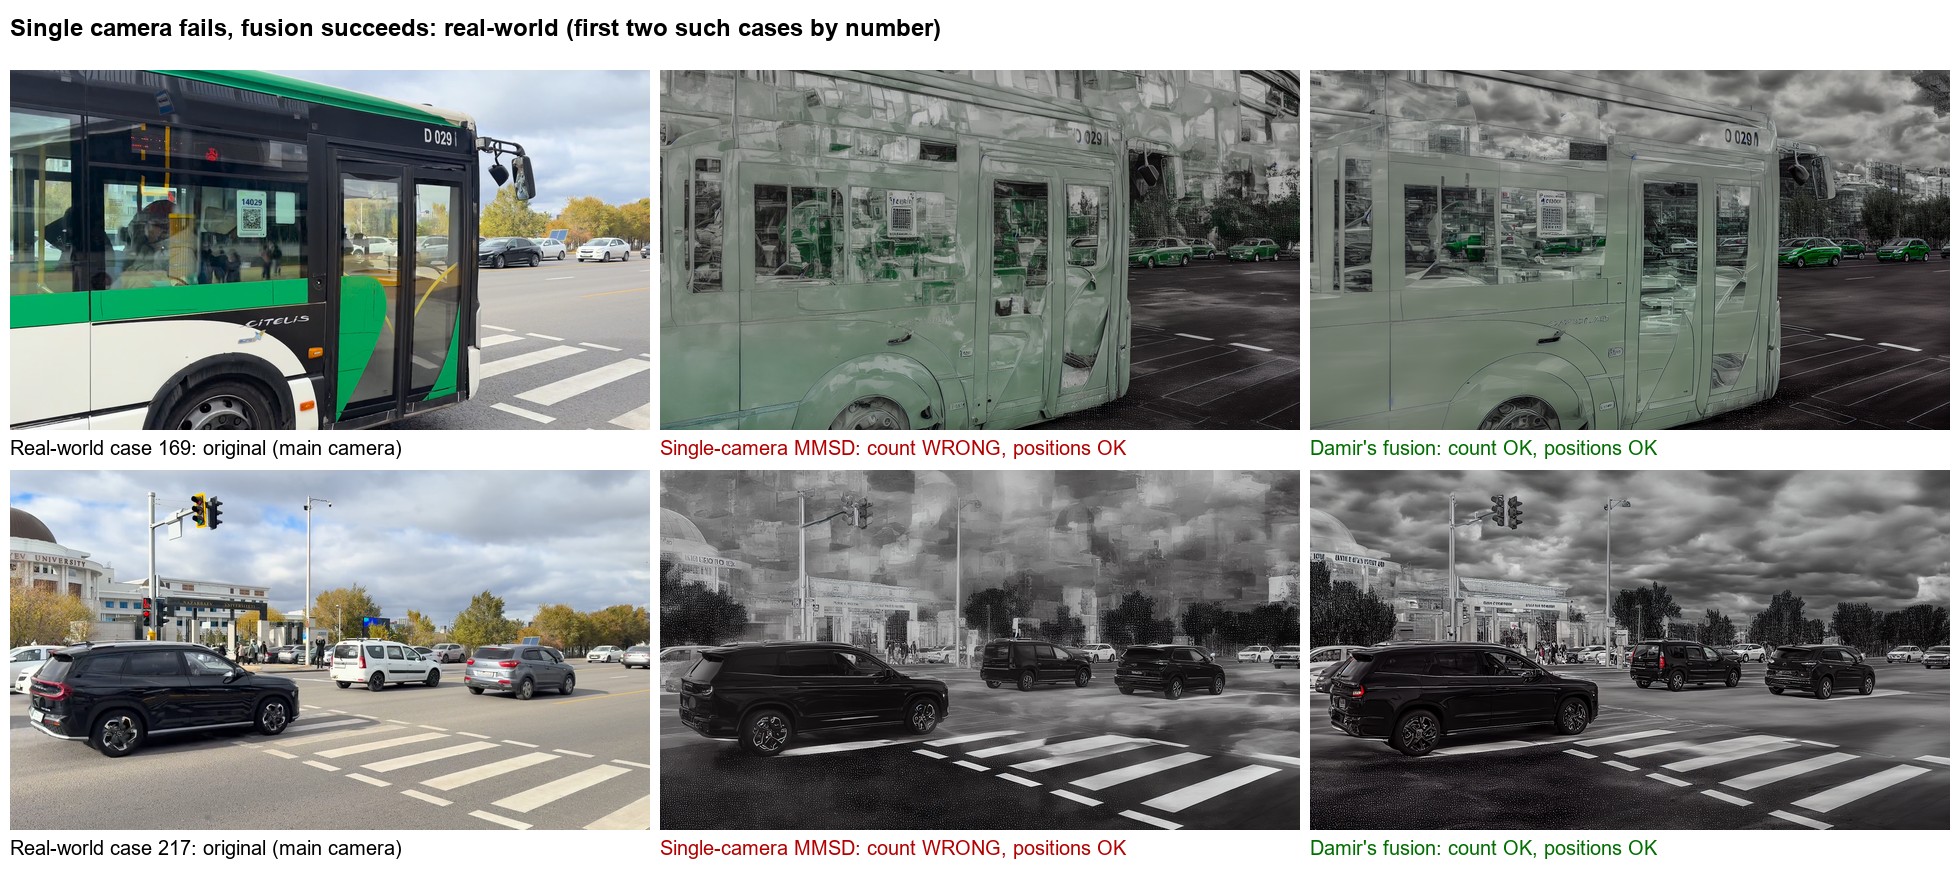 Single camera fails, fusion succeeds: real-world (first two such cases by number)
D 029
14029
CITELIS
029
O 029
Real-world case 169: original (main camera)
Single-camera MMSD: count WRONG, positions OK
Damir's fusion: count OK, positions OK
UNIVERSITY
Real-world case 217: original (main camera)
Single-camera MMSD: count WRONG, positions OK
Damir's fusion: count OK, positions OK